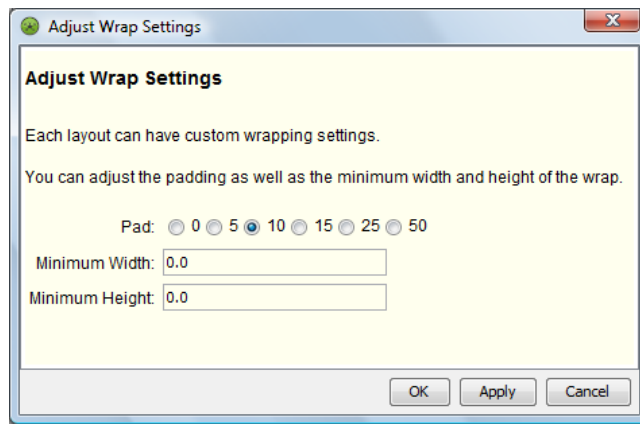 Adjust Wrap Settings
Adjust Wrap Settings
Each layout can have custom wrapping settings.
You can adjust the padding as well as the minimum width and height of the wrap.
Pad: 0 5 10 15 25 50
Minimum Width: 0.0
Minimum Height: 0.0
OK Apply Cancel